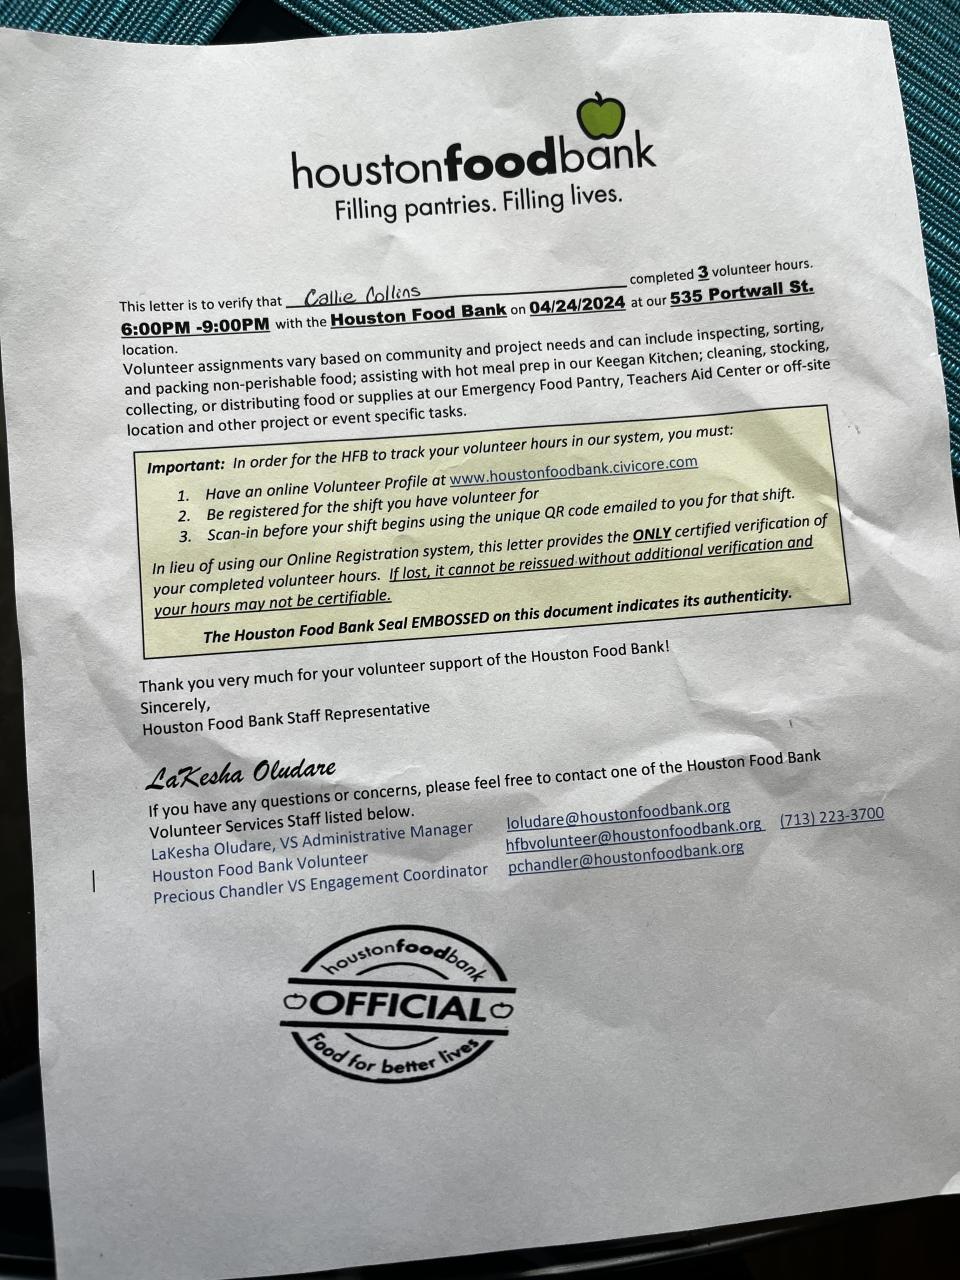 houstonfoodbank
Filling pantries. Filling lives.
This letter is to verify that Callie Collins completed 3 volunteer hours.
6:00PM -9:00PM with the Houston Food Bank on 04/24/2024 at our 535 Portwall St.
location.
Volunteer assignments vary based on community and project needs and can include inspecting, sorting,
and packing non-perishable food; assisting with hot meal prep in our Keegan Kitchen; cleaning, stocking,
collecting, or distributing food or supplies at our Emergency Food Pantry, Teachers Aid Center or off-site
location and other project or event specific tasks.
Important: In order for the HFB to track your volunteer hours in our system, you must:
1. Have an online Volunteer Profile at www.houstonfoodbank.civicore.com
2. Be registered for the shift you have volunteer for
3. Scan-in before your shift begins using the unique QR code emailed to you for that shift.
In lieu of using our Online Registration system, this letter provides the ONLY certified verification of
your completed volunteer hours. If lost, it cannot be reissued without additional verification and
your hours may not be certifiable.
The Houston Food Bank Seal EMBOSSED on this document indicates its authenticity.
Thank you very much for your volunteer support of the Houston Food Bank!
Sincerely,
Houston Food Bank Staff Representative
LaKesha Oludare
If you have any questions or concerns, please feel free to contact one of the Houston Food Bank
Volunteer Services Staff listed below.
LaKesha Oludare, VS Administrative Manager loludare@houstonfoodbank.org
Houston Food Bank Volunteer hfbvolunteer@houstonfoodbank.org (713) 223-3700
Precious Chandler VS Engagement Coordinator pchandler@houstonfoodbank.org
houstonfoodbank
OFFICIAL
Food for better lives